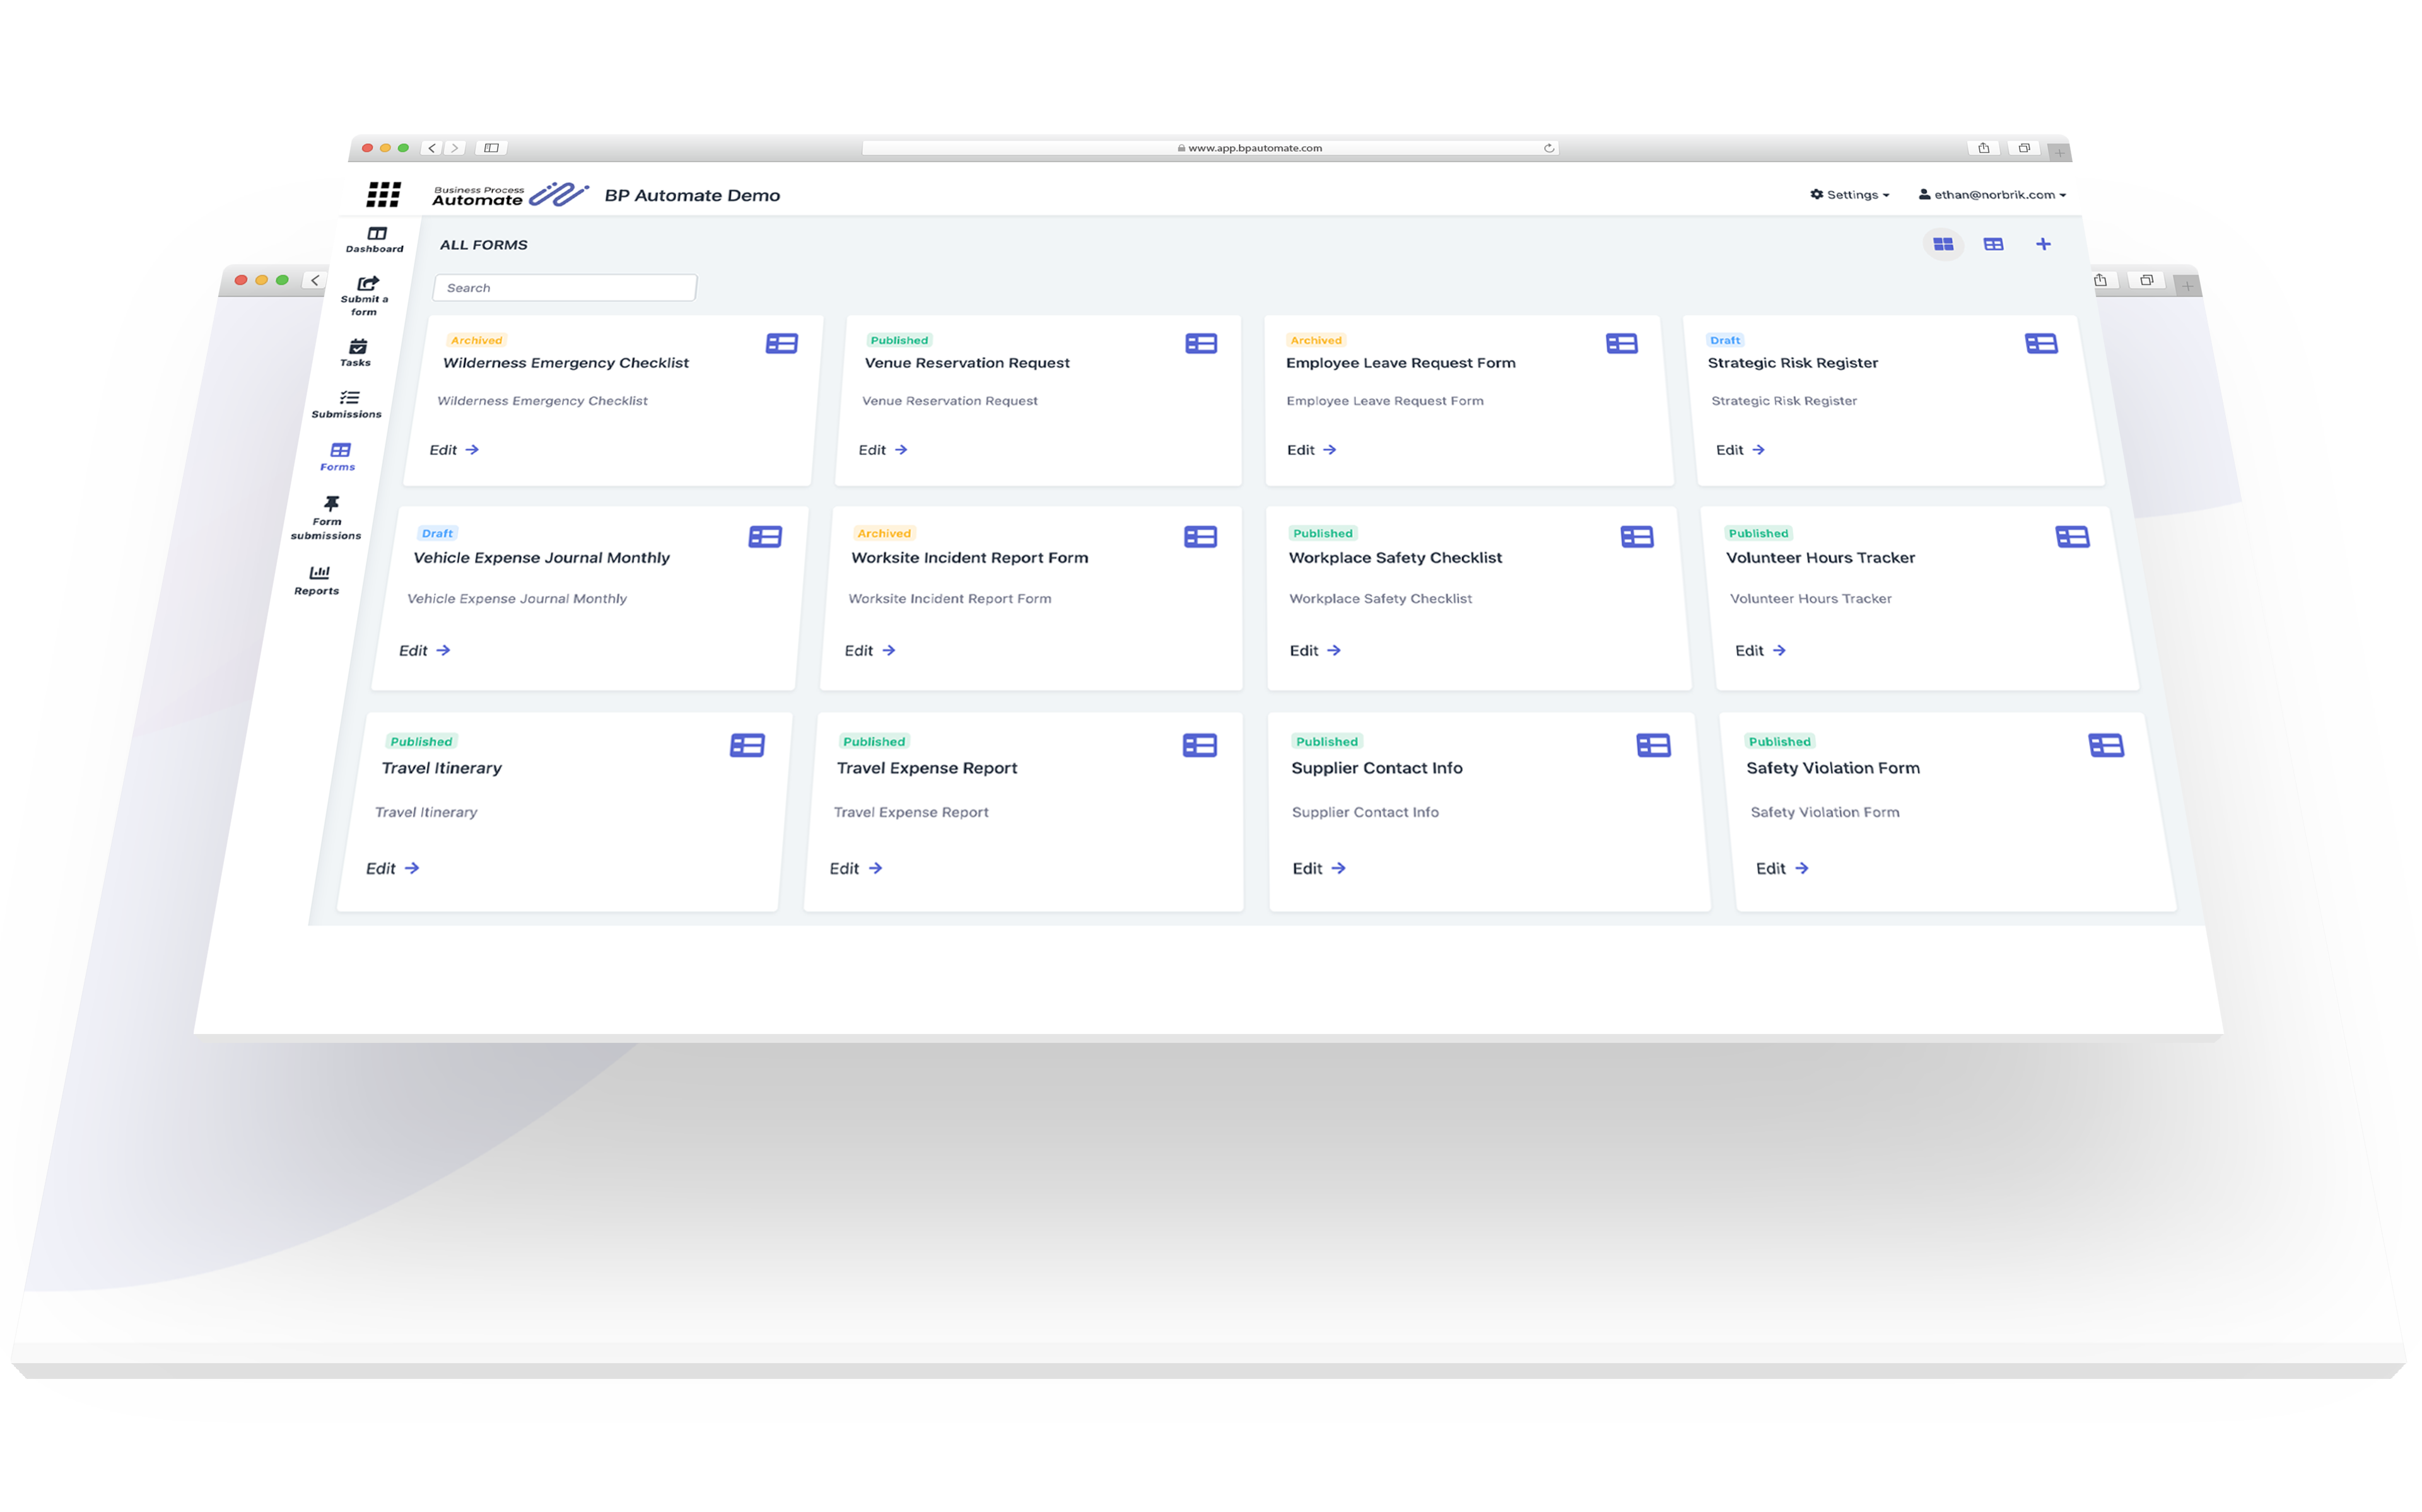 www.app.bpautomate.com
Business Process
Automate
BP Automate Demo
Settings
ethan@norbrik.com
Dashboard
Submit a
form
Tasks
Submissions
Forms
Form
submissions
Reports
ALL FORMS
Search
Archived
Wilderness Emergency Checklist
Wilderness Emergency Checklist
Edit
Published
Venue Reservation Request
Venue Reservation Request
Edit
Archived
Employee Leave Request Form
Employee Leave Request Form
Edit
Draft
Strategic Risk Register
Strategic Risk Register
Edit
Draft
Vehicle Expense Journal Monthly
Vehicle Expense Journal Monthly
Edit
Archived
Worksite Incident Report Form
Worksite Incident Report Form
Edit
Published
Workplace Safety Checklist
Workplace Safety Checklist
Edit
Published
Volunteer Hours Tracker
Volunteer Hours Tracker
Edit
Published
Travel Itinerary
Travel Itinerary
Edit
Published
Travel Expense Report
Travel Expense Report
Edit
Published
Supplier Contact Info
Supplier Contact Info
Edit
Published
Safety Violation Form
Safety Violation Form
Edit